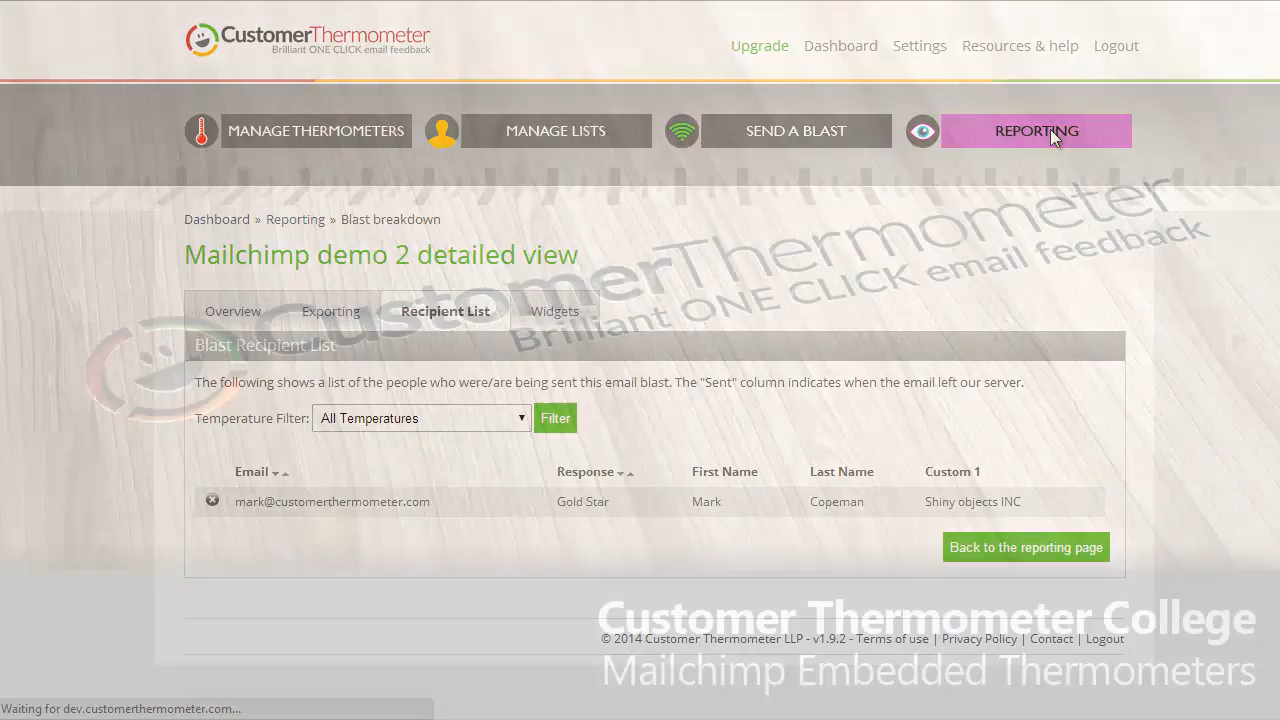 CustomerThermometer
Brilliant ONE CLICK email feedback
Upgrade Dashboard Settings Resources & help Logout
MANAGE THERMOMETERS MANAGE LISTS SEND A BLAST REPORTING
Dashboard » Reporting » Blast breakdown
Mailchimp demo 2 detailed view
CustomerThermometer
Brilliant ONE CLICK email feedback
Overview Exporting Recipient List Widgets
Blast Recipient List
The following shows a list of the people who were/are being sent this email blast. The "Sent" column indicates when the email left our server.
Temperature Filter: All Temperatures Filter
Email Response First Name Last Name Custom 1
mark@customerthermometer.com Gold Star Mark Copeman Shiny objects INC
Back to the reporting page
Customer Thermometer College
© 2014 Customer Thermometer LLP - v1.9.2 - Terms of use | Privacy Policy | Contact | Logout
Mailchimp Embedded Thermometers
Waiting for dev.customerthermometer.com...